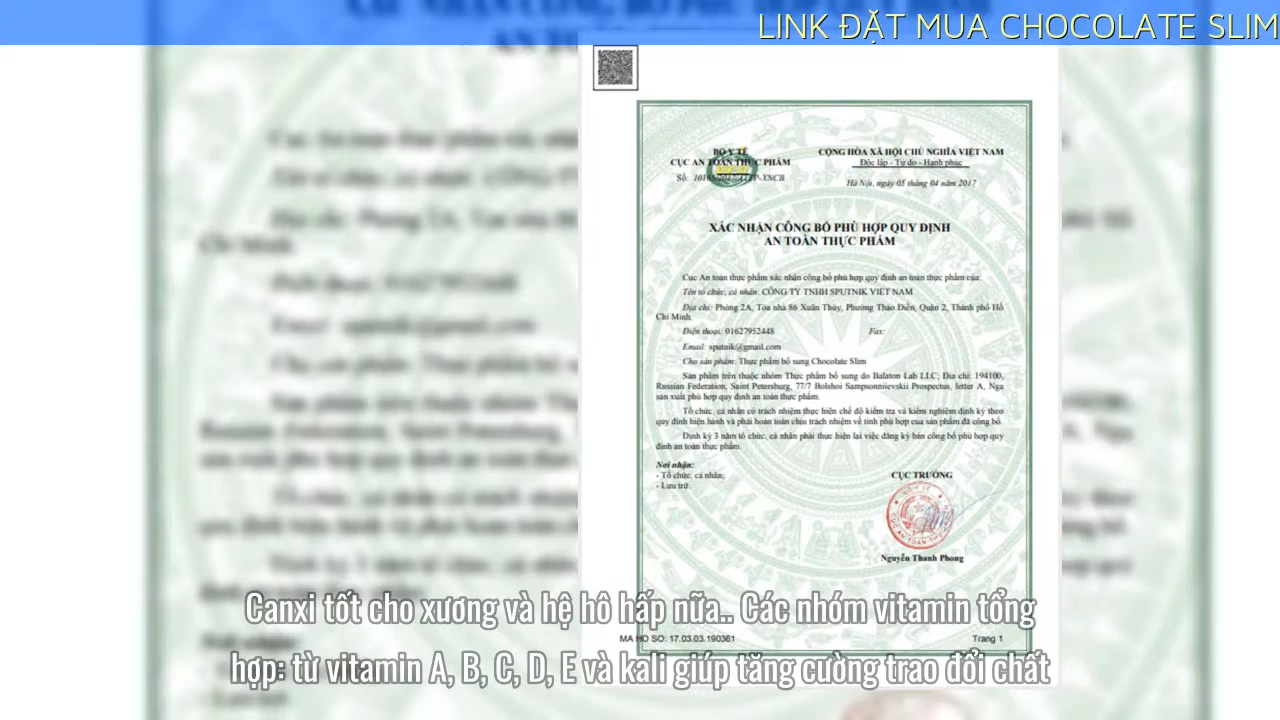 LINK ĐẶT MUA CHOCOLATE SLIM
BỘ Y TẾ
CỤC AN TOÀN THỰC PHẨM
Số:
CỘNG HÒA XÃ HỘI CHỦ NGHĨA VIỆT NAM
Độc lập - Tự do - Hạnh phúc
Hà Nội, ngày 05 tháng 04 năm 2017
XÁC NHẬN CÔNG BỐ PHÙ HỢP QUY ĐỊNH
AN TOÀN THỰC PHẨM
Cục An toàn thực phẩm xác nhận công bố phù hợp quy định an toàn thực phẩm của:
Tên tổ chức, cá nhân: CÔNG TY TNHH SPUTNIK VIET NAM
Địa chỉ: Phòng 2A, Tòa nhà 86 Xuân Thủy, Phường Thảo Điền, Quận 2, Thành phố Hồ
Chí Minh
Điện thoại: 01627952448 Fax:
Email: sputnik@gmail.com
Cho sản phẩm: Thực phẩm bổ sung Chocolate Slim
Sản phẩm trên thuộc nhóm Thực phẩm bổ sung do Balaton Lab LLC; Địa chỉ: 194100,
Russian Federation, Saint Petersburg, 77/7 Bolshoi Sampsonniievskii Prospectus, letter A, Nga
sản xuất phù hợp quy định an toàn thực phẩm.
Tổ chức, cá nhân có trách nhiệm thực hiện chế độ kiểm tra và kiểm nghiệm định kỳ theo
quy định hiện hành và phải hoàn toàn chịu trách nhiệm về tính phù hợp của sản phẩm đã công bố.
Định kỳ 3 năm tổ chức, cá nhân phải thực hiện lại việc đăng ký bản công bố phù hợp quy
định an toàn thực phẩm.
Nơi nhận:
- Tổ chức, cá nhân;
- Lưu trữ.
CỤC TRƯỞNG
Nguyễn Thanh Phong
Canxi tốt cho xương và hệ hô hấp nữa.. Các nhóm vitamin tổng
MA HO SO: 17.03.03.190361 Trang 1
hợp: từ vitamin A, B, C, D, E và kali giúp tăng cường trao đổi chất